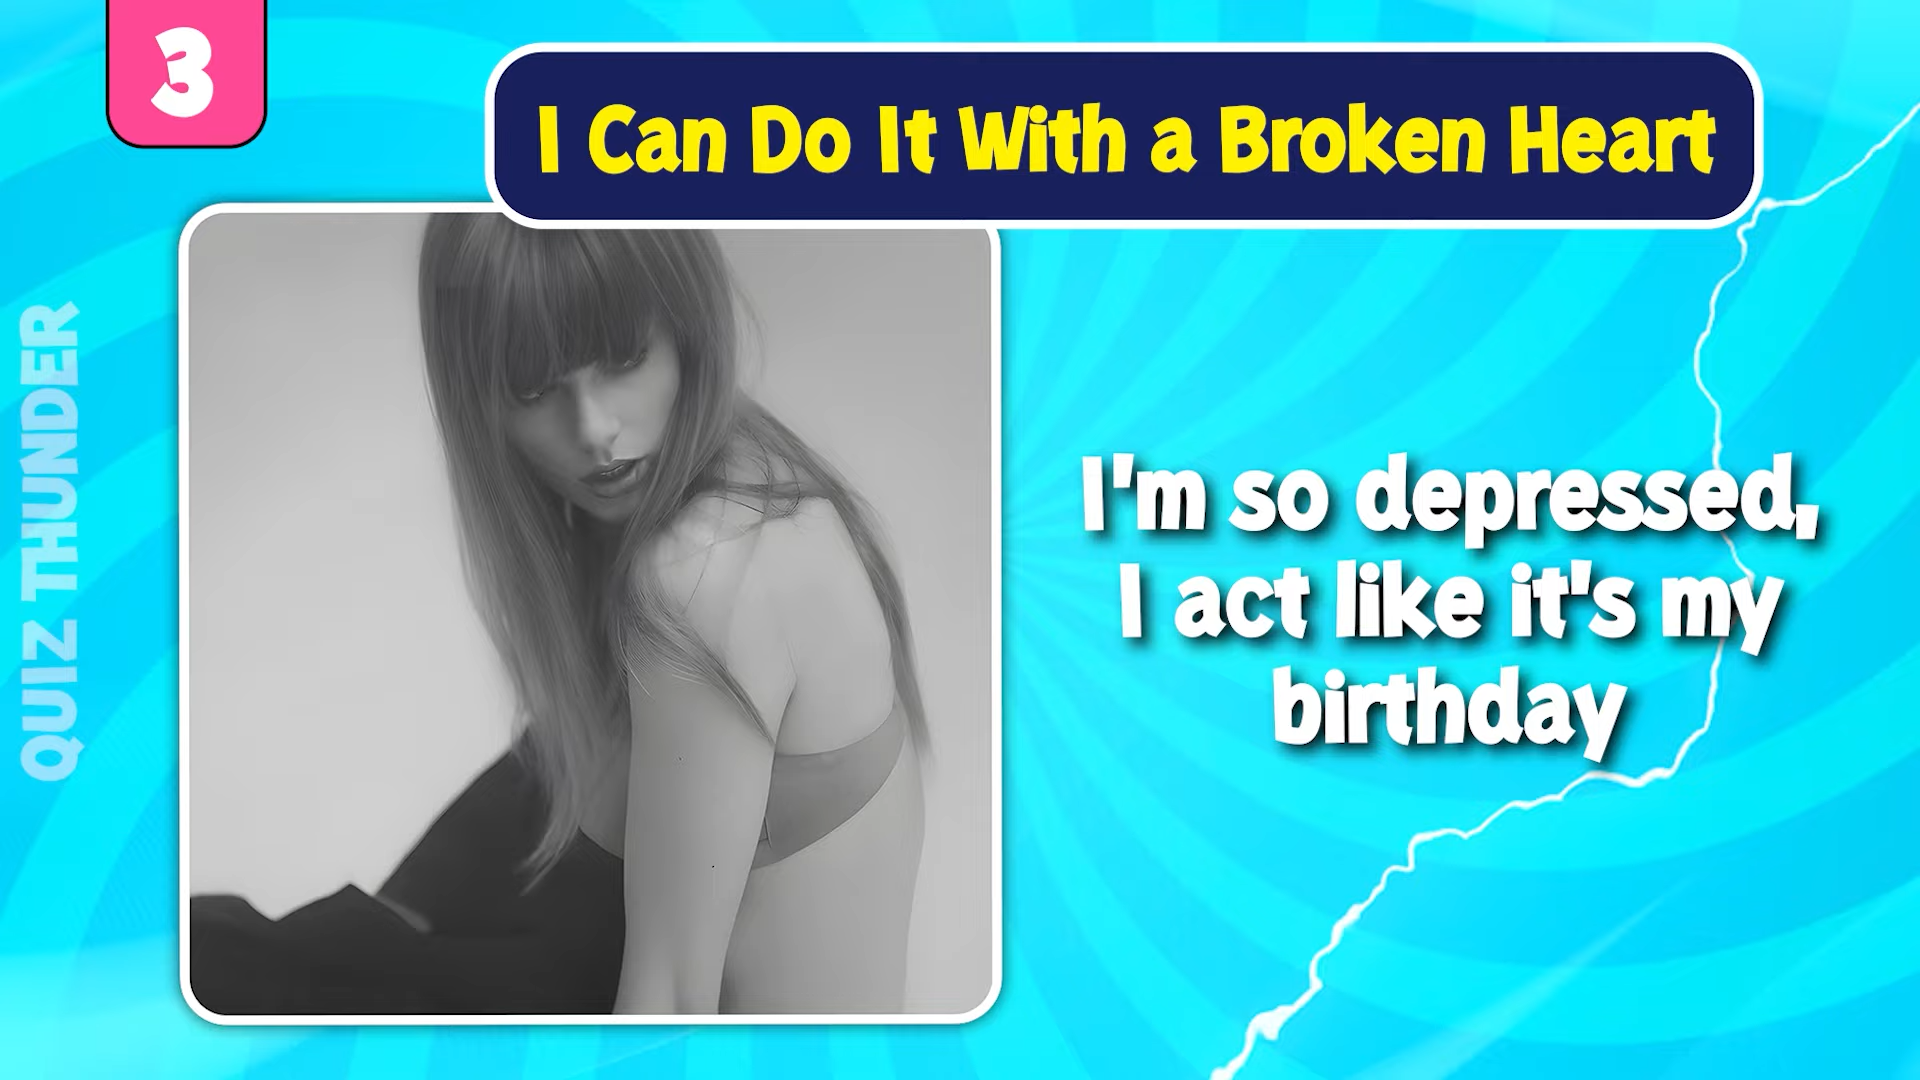 3
I Can Do It With a Broken Heart
QUIZ THUNDER
I'm so depressed,
I act like it's my
birthday